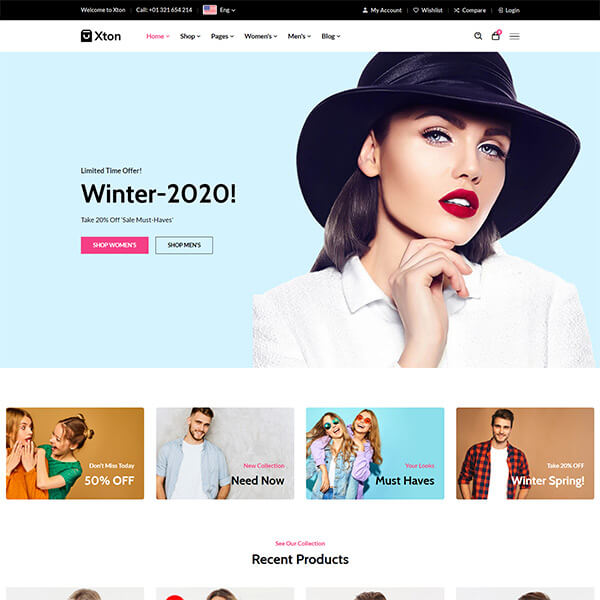 Welcome to Xton | Call: +01 321 654 214 | Eng
My Account | Wishlist | Compare | Login
Xton
Home Shop Pages Women's Men's Blog
Limited Time Offer!
Winter-2020!
Take 20% Off 'Sale Must-Haves'
SHOP WOMEN'S SHOP MEN'S
Don't Miss Today
50% OFF
New Collection
Need Now
Your Looks
Must Haves
Take 20% OFF
Winter Spring!
See Our Collection
Recent Products